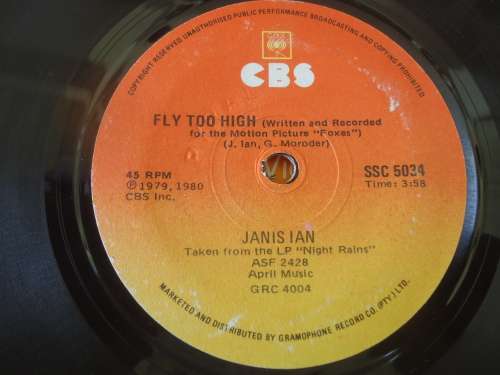 COPYRIGHT RESERVED UNAUTHORISED PUBLIC PERFORMANCE BROADCASTING AND COPYING PROHIBITED
CBS
FLY TOO HIGH (Written and Recorded
for the Motion Picture "Foxes")
(J. Ian, G. Moroder)
45 RPM
℗ 1979, 1980
CBS Inc.
SSC 5034
Time: 3:58
JANIS IAN
Taken from the LP "Night Rains"
ASF 2428
April Music
GRC 4004
MARKETED AND DISTRIBUTED BY GRAMOPHONE RECORD CO. (PTY.) LTD.